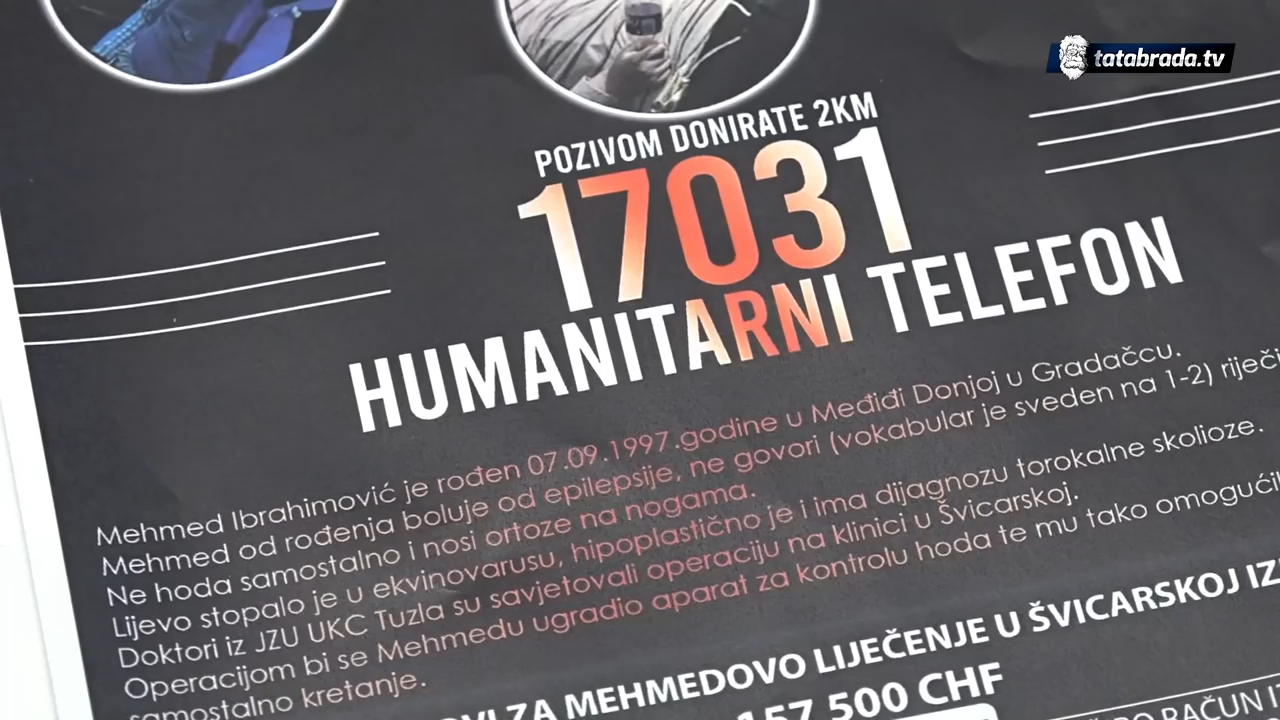 tatabrada.tv
POZIVOM DONIRATE 2KM
17031
HUMANITARNI TELEFON
Mehmed Ibrahimović je rođen 07.09.1997.godine u Međiđi Donjoj u Gradačcu.
Mehmed od rođenja boluje od epilepsije, ne govori (vokabular je sveden na 1-2) riječi
Ne hoda samostalno i nosi ortoze na nogama.
Lijevo stopalo je u ekvinovarusu, hipoplastično je i ima dijagnozu torokalne skolioze.
Doktori iz JZU UKC Tuzla su savjetovali operaciju na klinici u Švicarskoj.
Operacijom bi se Mehmedu ugradio aparat za kontrolu hoda te mu tako omogućil
samostalno kretanje.
ZA MEHMEDOVO LIJEČENJE U ŠVICARSKOJ
157.500 CHF
RAČUN